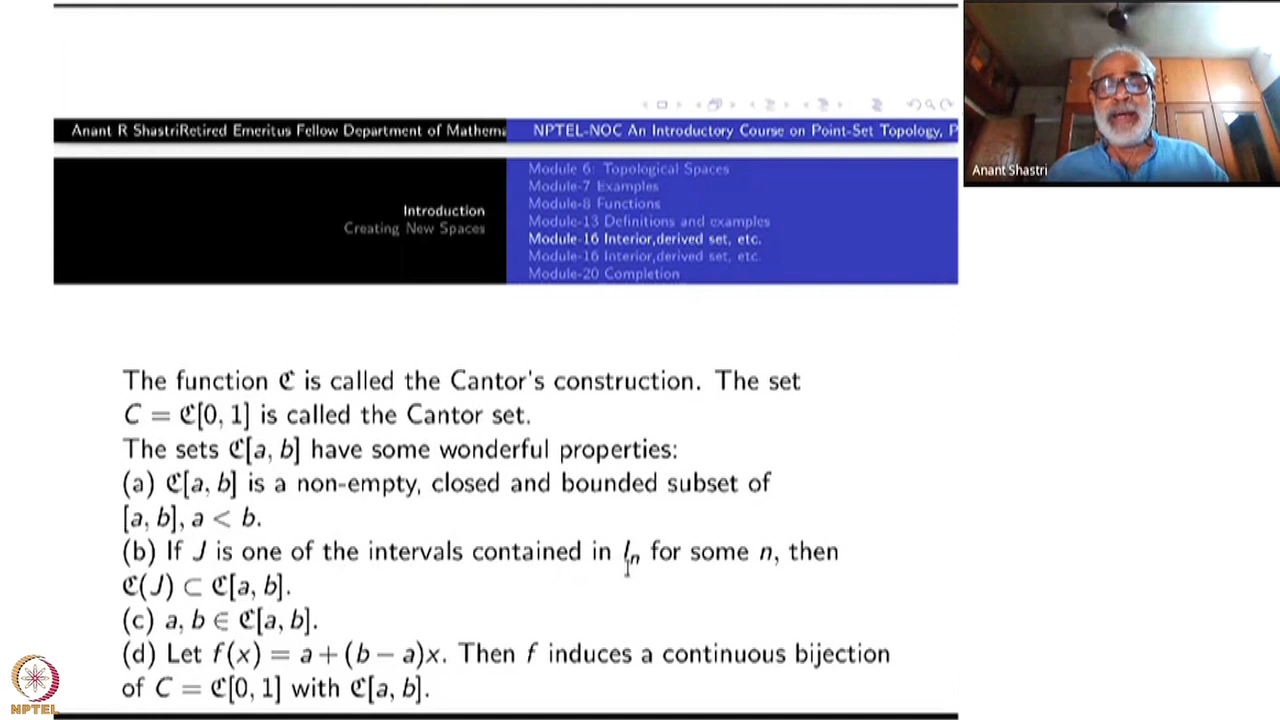 Anant R ShastriRetired Emeritus Fellow Department of Mathema
NPTEL-NOC An Introductory Course on Point-Set Topology, P
Introduction
Creating New Spaces
Module 6: Topological Spaces
Module-7 Examples
Module-8 Functions
Module-13 Definitions and examples
Module-16 Interior,derived set, etc.
Module-16 Interior,derived set, etc.
Module-20 Completion
Anant Shastri
The function ℭ is called the Cantor's construction. The set
C = ℭ[0, 1] is called the Cantor set.
The sets ℭ[a, b] have some wonderful properties:
(a) ℭ[a, b] is a non-empty, closed and bounded subset of
[a, b], a < b.
(b) If J is one of the intervals contained in Iₙ for some n, then
ℭ(J) ⊂ ℭ[a, b].
(c) a, b ∈ ℭ[a, b].
(d) Let f(x) = a + (b − a)x. Then f induces a continuous bijection
of C = ℭ[0, 1] with ℭ[a, b].
NPTEL